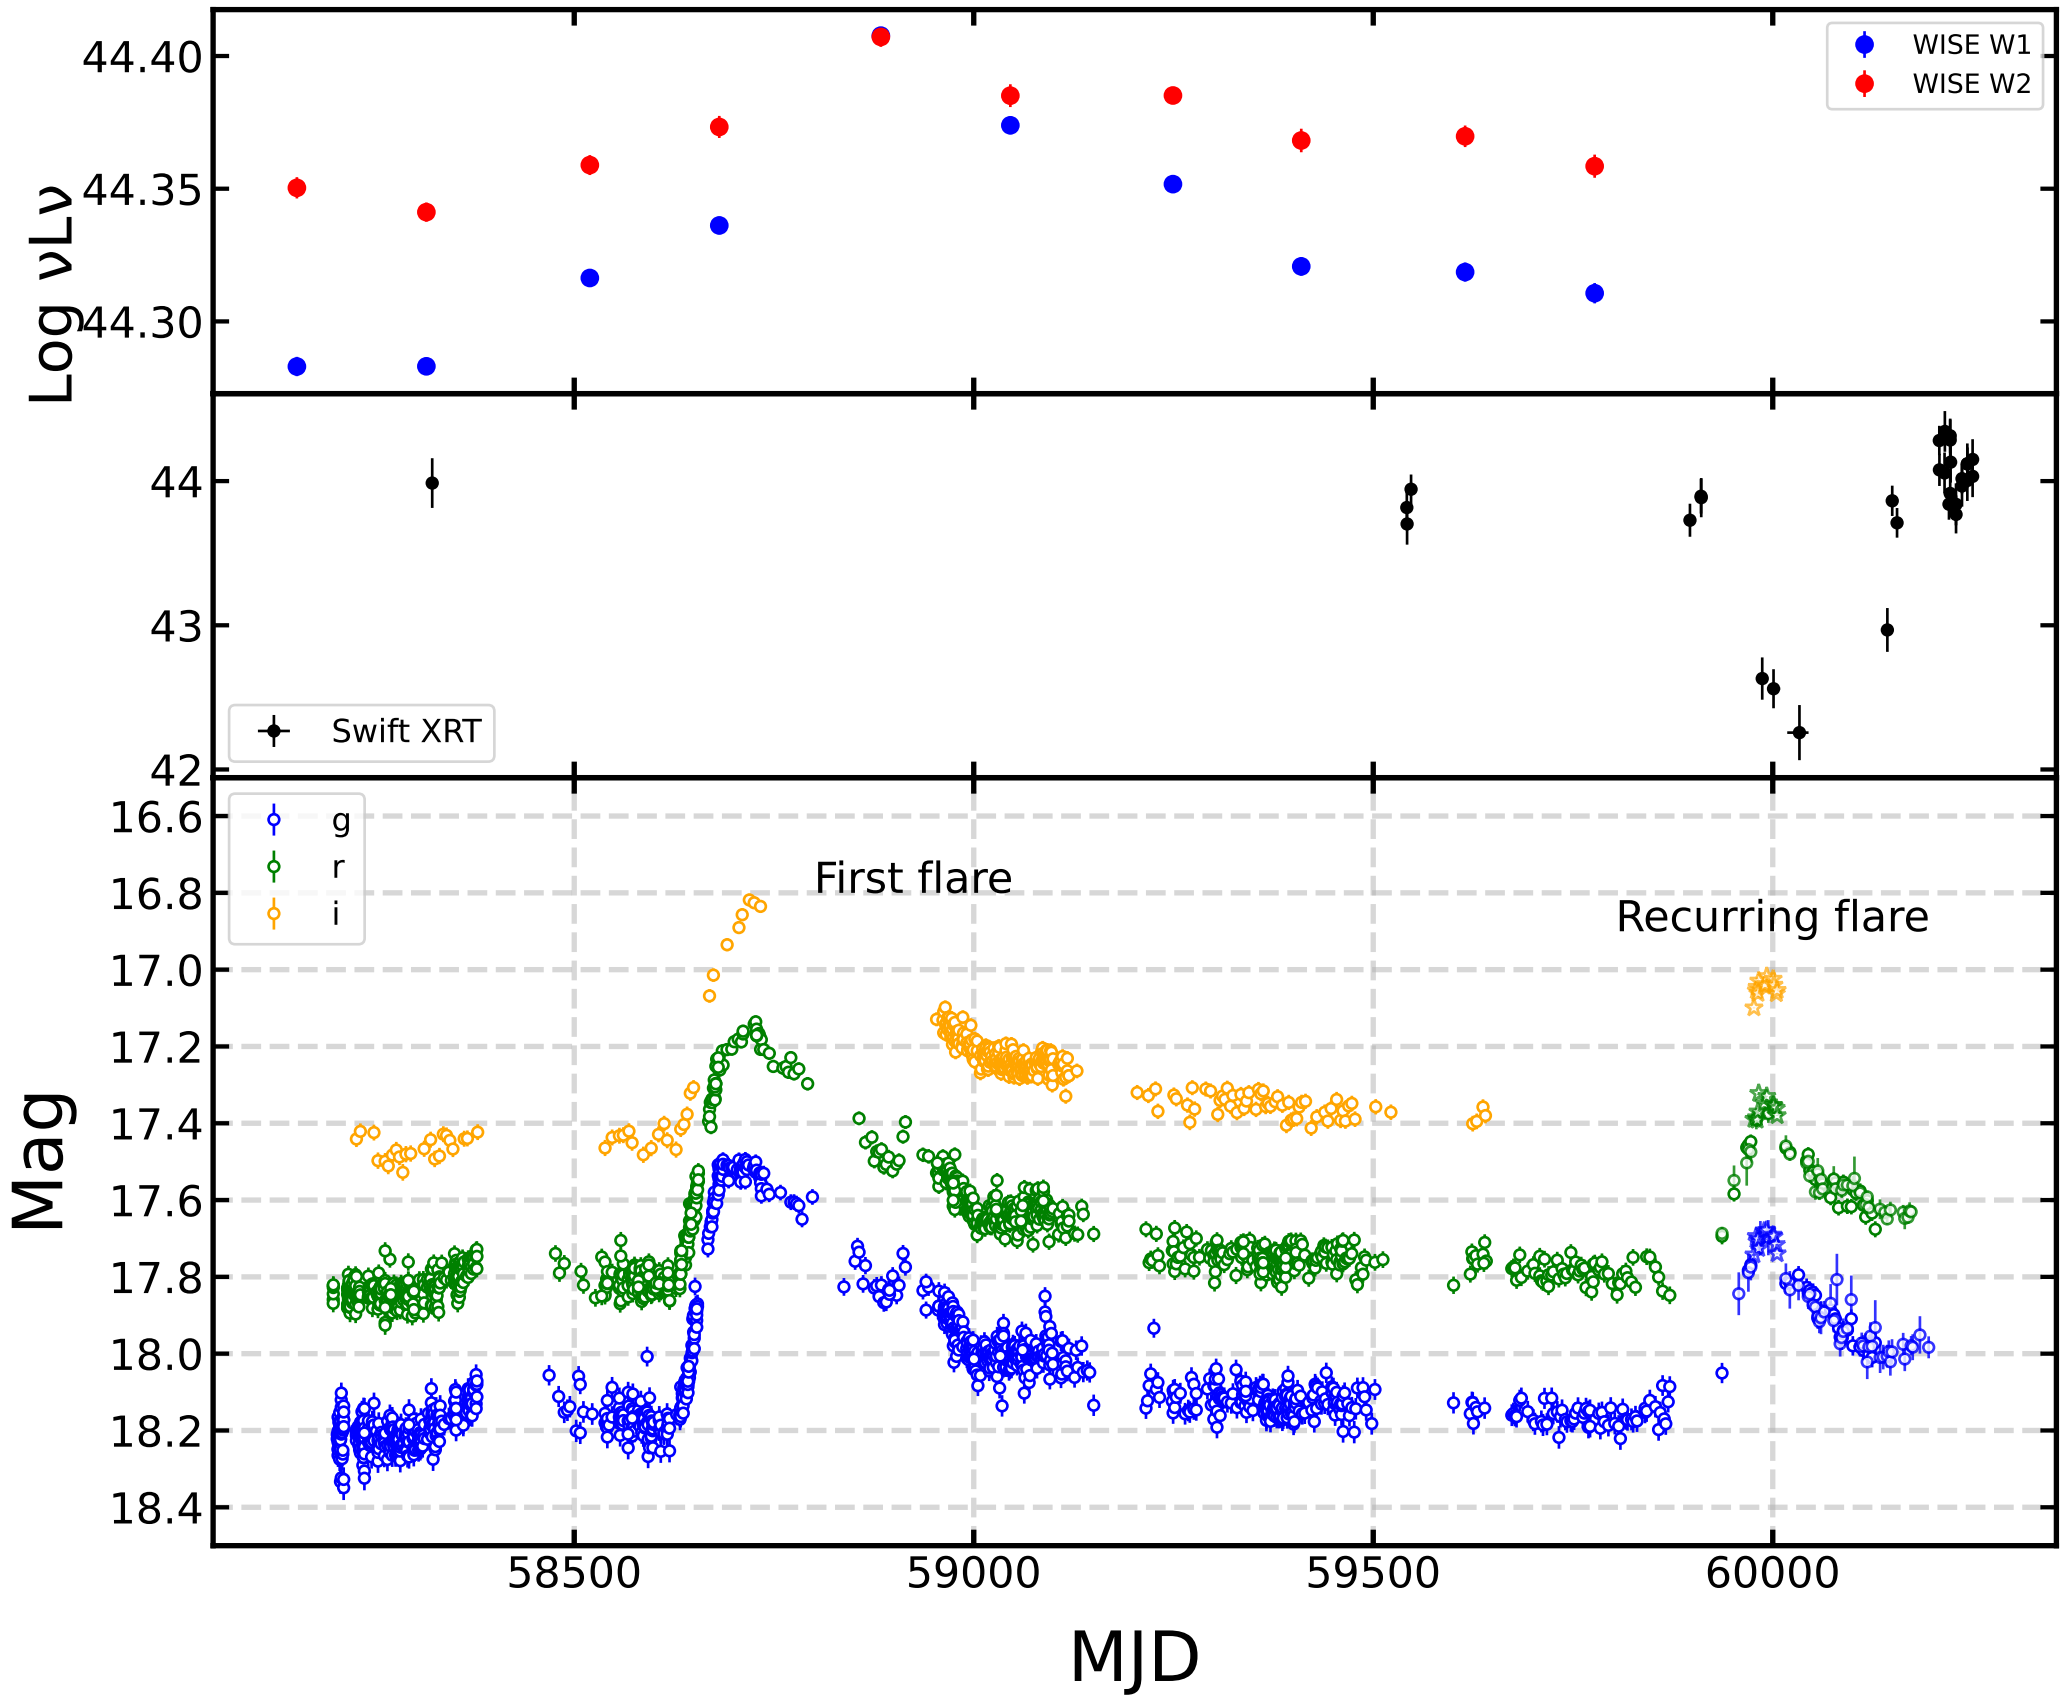 44.40
44.35
44.30
Log νLν
WISE W1
WISE W2
44
43
42
Swift XRT
16.6
16.8
17.0
17.2
17.4
17.6
17.8
18.0
18.2
18.4
Mag
g
r
i
First flare
Recurring flare
58500
59000
59500
60000
MJD